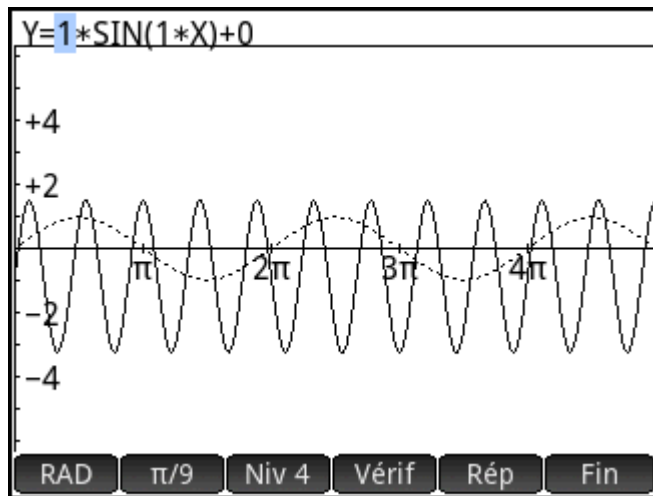 Y=1*SIN(1*X)+0
+4
+2
π 2π 3π 4π
−2
−4
RAD π/9 Niv 4 Vérif Rép Fin